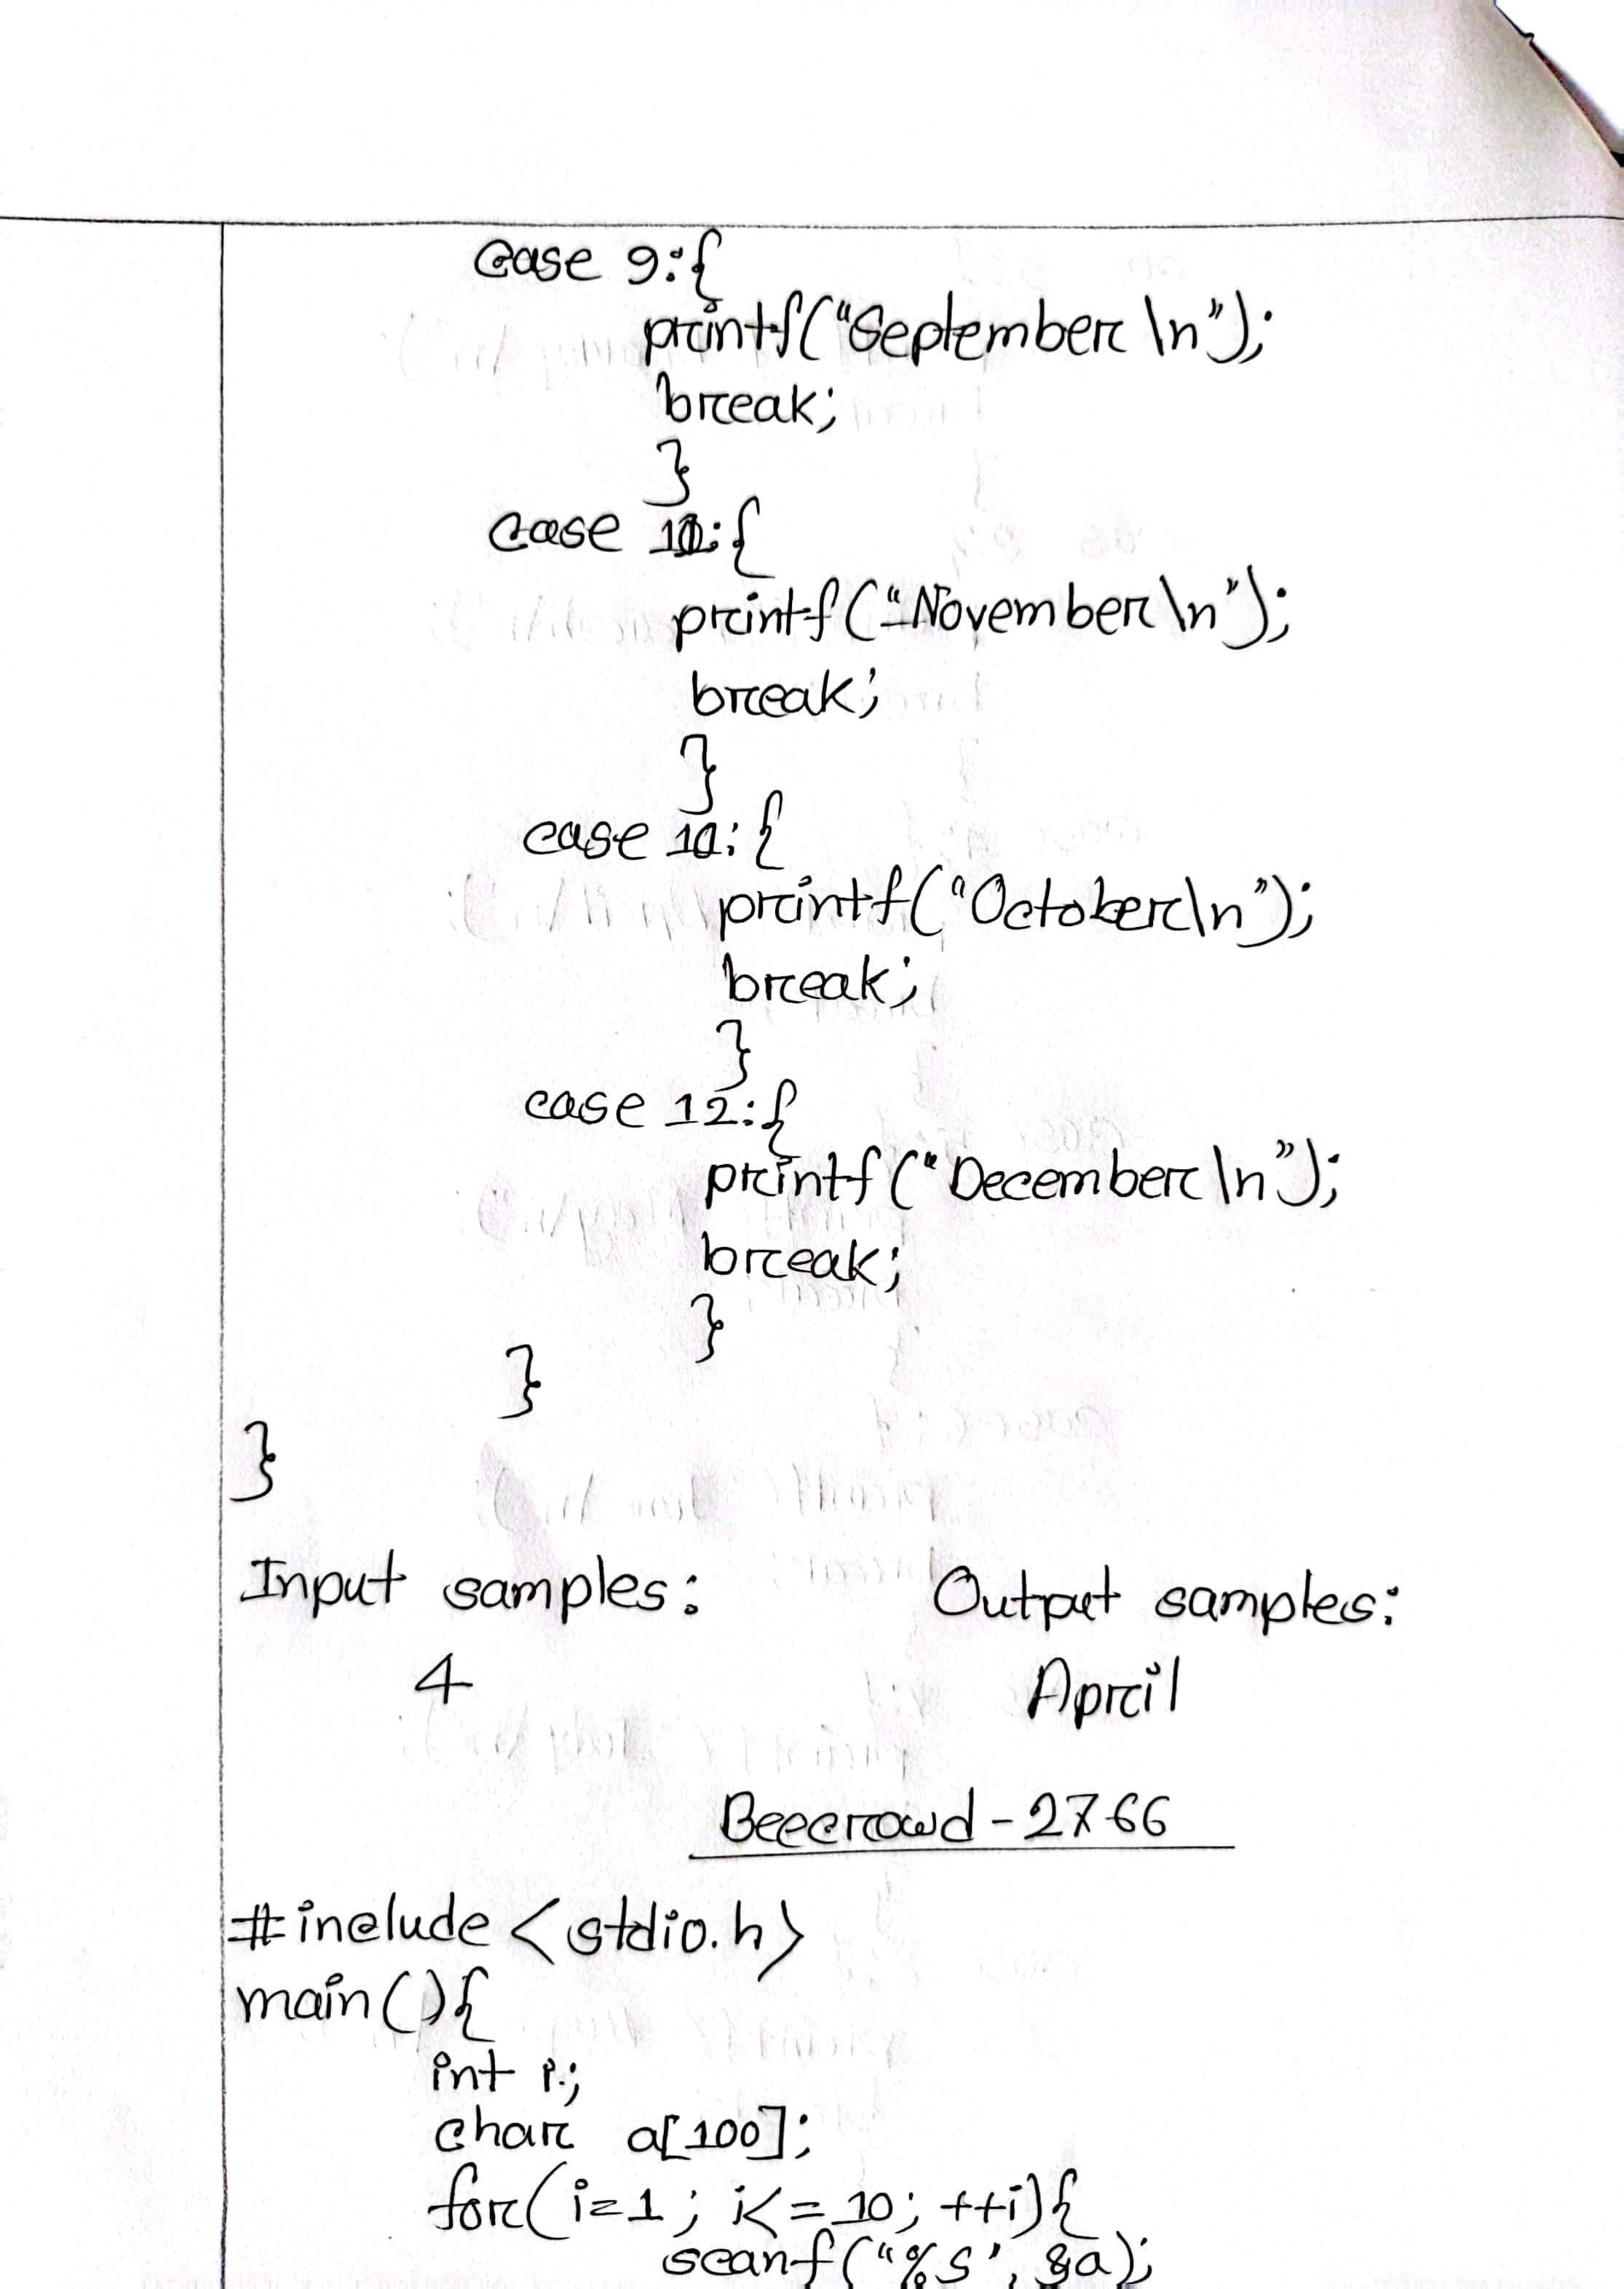 case 9:{
printf("September \n");
break;
}
case 11:{
printf("November \n");
break;
}
case 10:{
printf("October\n");
break;
}
case 12:{
printf("December \n");
break;
}
}
}
Input samples: Output samples:
4 April
Beecrowd - 2766
#include <stdio.h>
main(){
int i;
char a[100];
for(i=1; i<=10; ++i){
scanf("%s", &a);